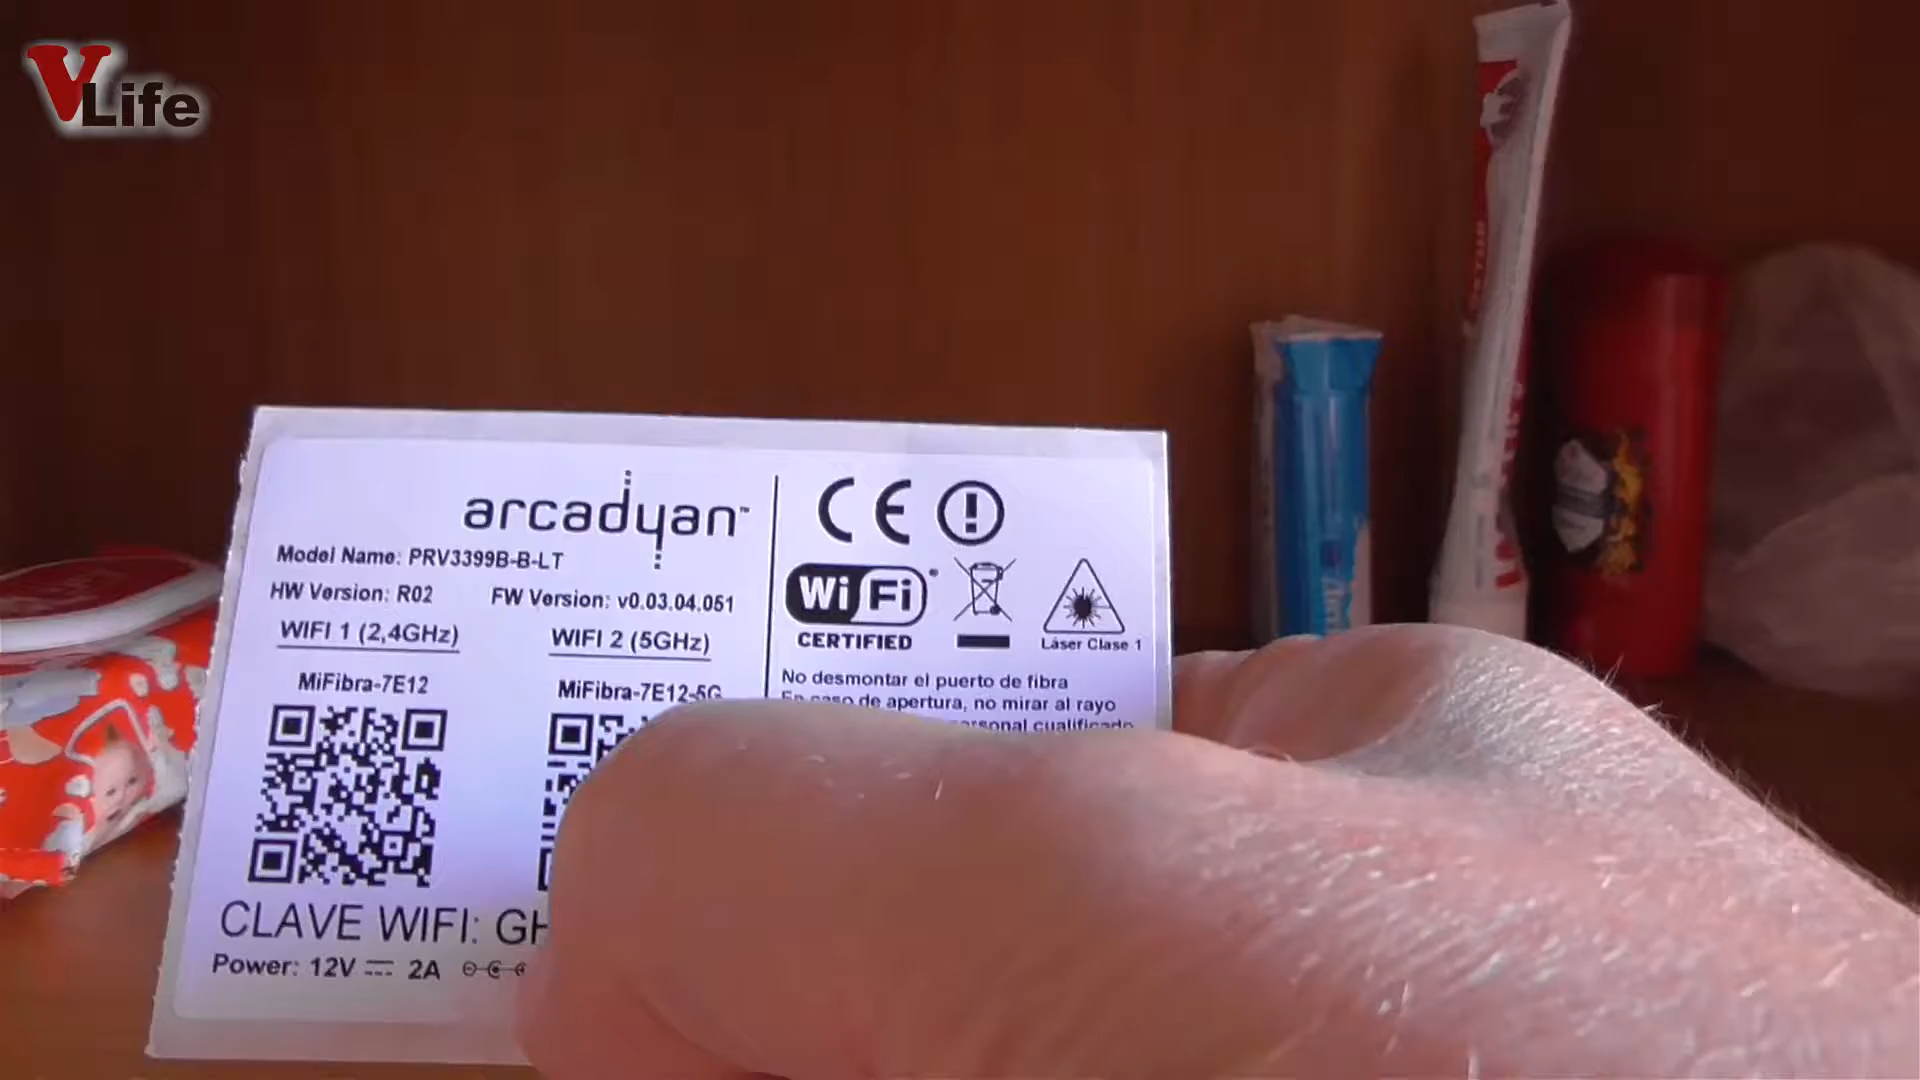 VLife
arcadyan™
Model Name: PRV3399B-B-LT
HW Version: R02 FW Version: v0.03.04.051
WIFI 1 (2,4GHz) WIFI 2 (5GHz)
MiFibra-7E12 MiFibra-7E12-5G
CLAVE WIFI: GH
Power: 12V 2A
CE
WiFi
CERTIFIED
Láser Clase 1
No desmontar el puerto de fibra
En caso de apertura, no mirar al rayo
personal cualificado